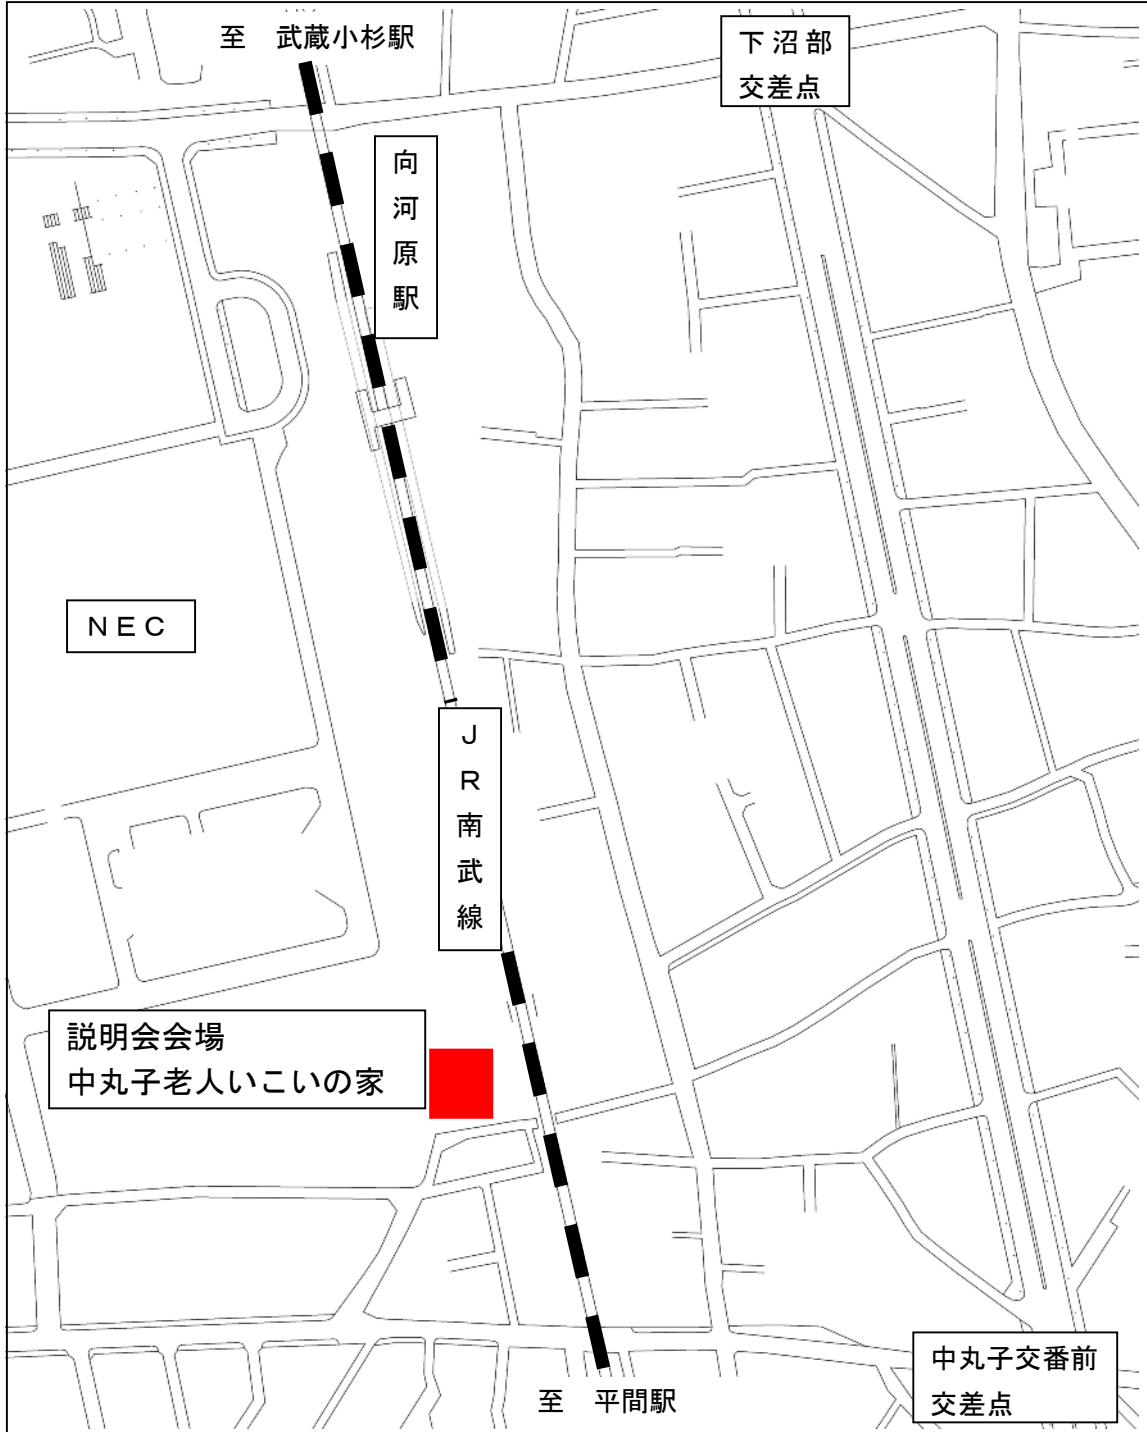 至　武蔵小杉駅
下沼部
交差点
向河原駅
ＮＥＣ
ＪＲ南武線
説明会会場
中丸子老人いこいの家
中丸子交番前
交差点
至　平間駅